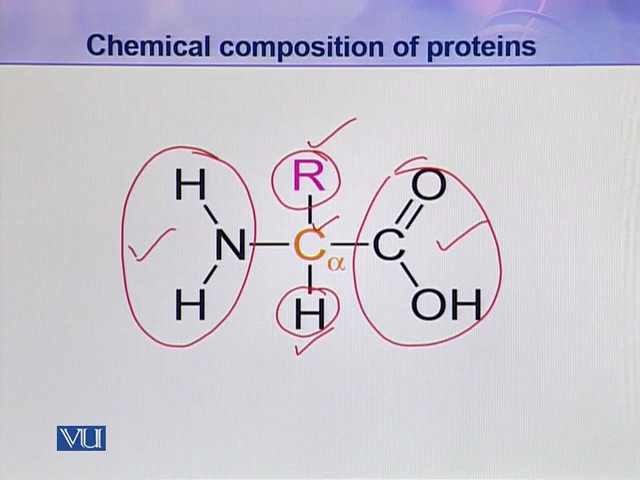 Chemical composition of proteins
H R O
N C α C
H H OH
VU